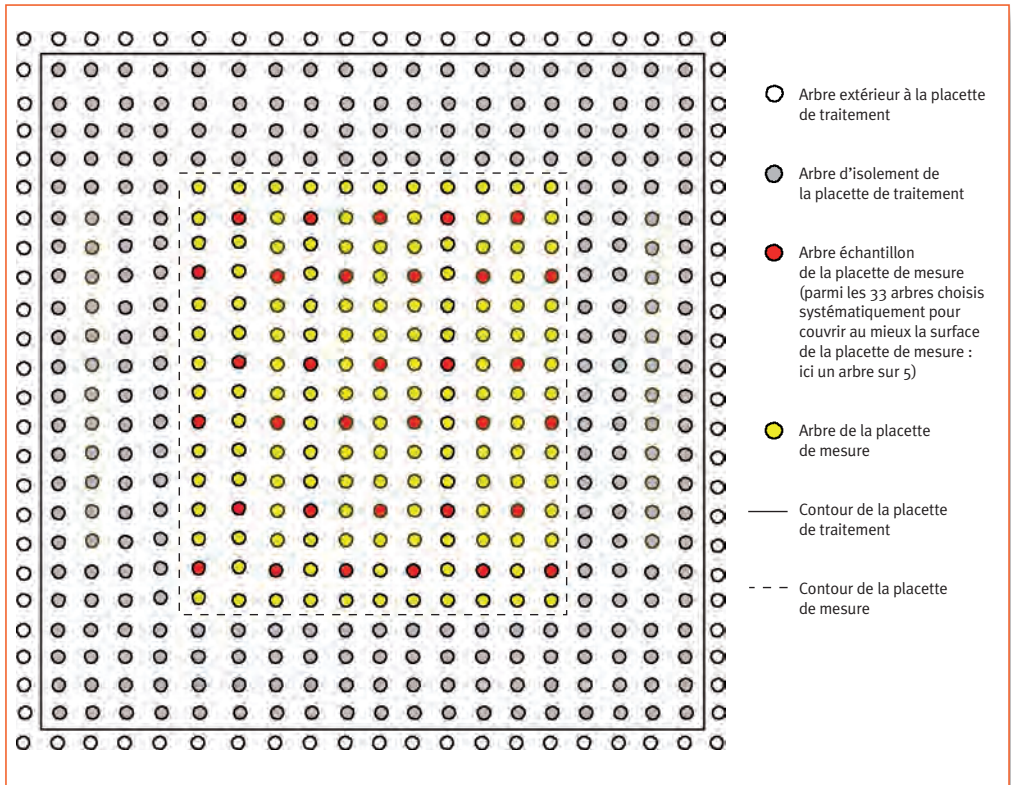 Arbre extérieur à la placette
de traitement
Arbre d'isolement de
la placette de traitement
Arbre échantillon
de la placette de mesure
(parmi les 33 arbres choisis
systématiquement pour
couvrir au mieux la surface
de la placette de mesure :
ici un arbre sur 5)
Arbre de la placette
de mesure
Contour de la placette
de traitement
Contour de la placette
de mesure